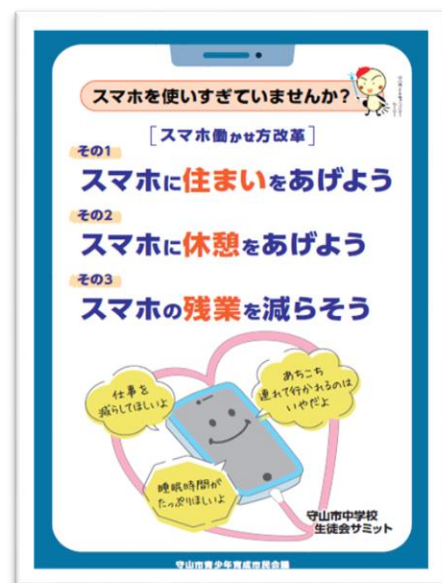 スマホを使いすぎていませんか?
[スマホ働かせ方改革]
その1
スマホに住まいをあげよう
その2
スマホに休憩をあげよう
その3
スマホの残業を減らそう
仕事を
減らしてほしいよ
あちこち
連れて行かれるのは
いやだよ
睡眠時間が
たっぷりほしいよ
守山市中学校
生徒会サミット
守山市青少年育成市民会議